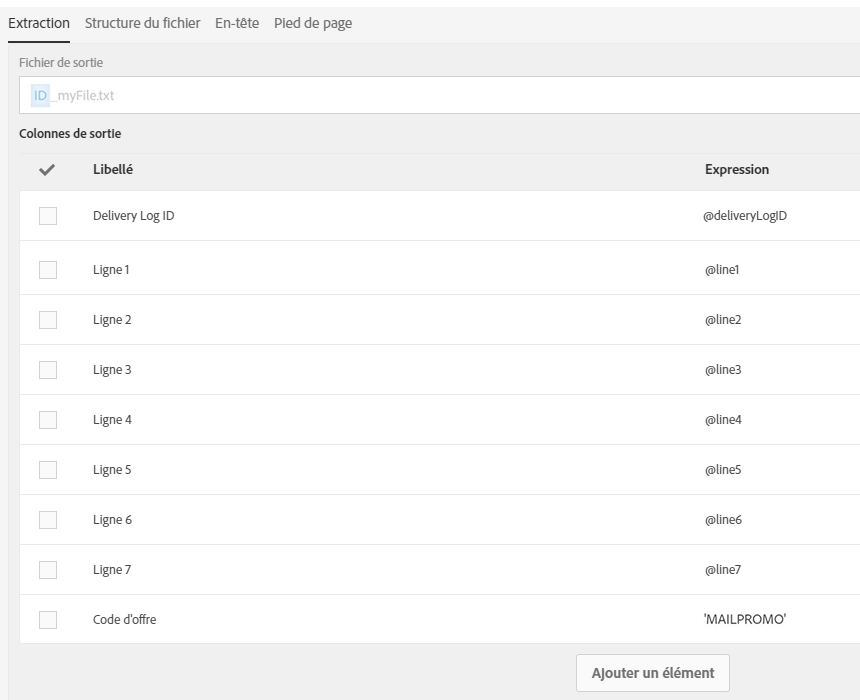 Extraction Structure du fichier En-tête Pied de page
Fichier de sortie
ID _myFile.txt
Colonnes de sortie
Libellé Expression
Delivery Log ID @deliveryLogID
Ligne 1 @line1
Ligne 2 @line2
Ligne 3 @line3
Ligne 4 @line4
Ligne 5 @line5
Ligne 6 @line6
Ligne 7 @line7
Code d'offre 'MAILPROMO'
Ajouter un élément